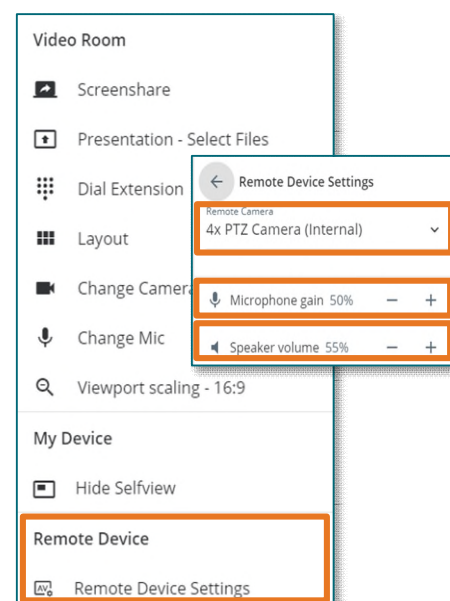 Video Room
Screenshare
Presentation - Select Files
Dial Extension
Layout
Change Camera
Change Mic
Viewport scaling - 16:9
My Device
Hide Selfview
Remote Device
Remote Device Settings
Remote Device Settings
Remote Camera
4x PTZ Camera (Internal)
Microphone gain 50%
Speaker volume 55%